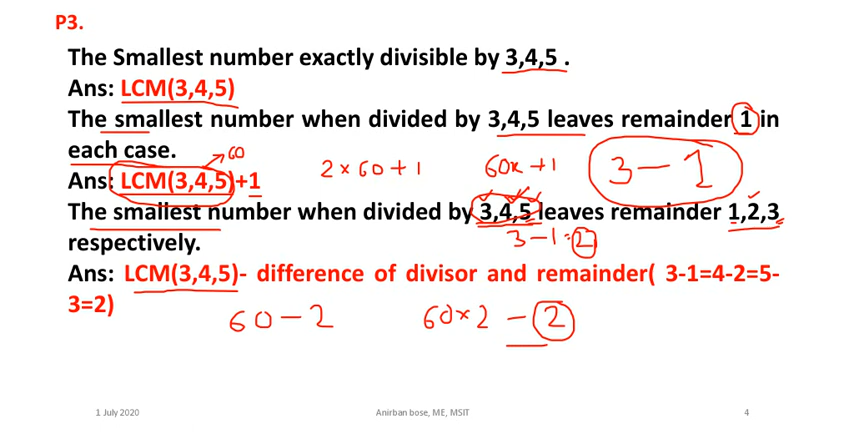 P3.
The Smallest number exactly divisible by 3,4,5 .
Ans: LCM(3,4,5)
The smallest number when divided by 3,4,5 leaves remainder 1 in
each case.
60
2 × 60 + 1
60x + 1
3 - 1
Ans: LCM(3,4,5)+1
The smallest number when divided by 3,4,5 leaves remainder 1,2,3
respectively.
3 - 1 = 2
Ans: LCM(3,4,5)- difference of divisor and remainder( 3-1=4-2=5-
3=2)
60 - 2
60 × 2 - 2
1 July 2020
Anirban bose, ME, MSIT
4